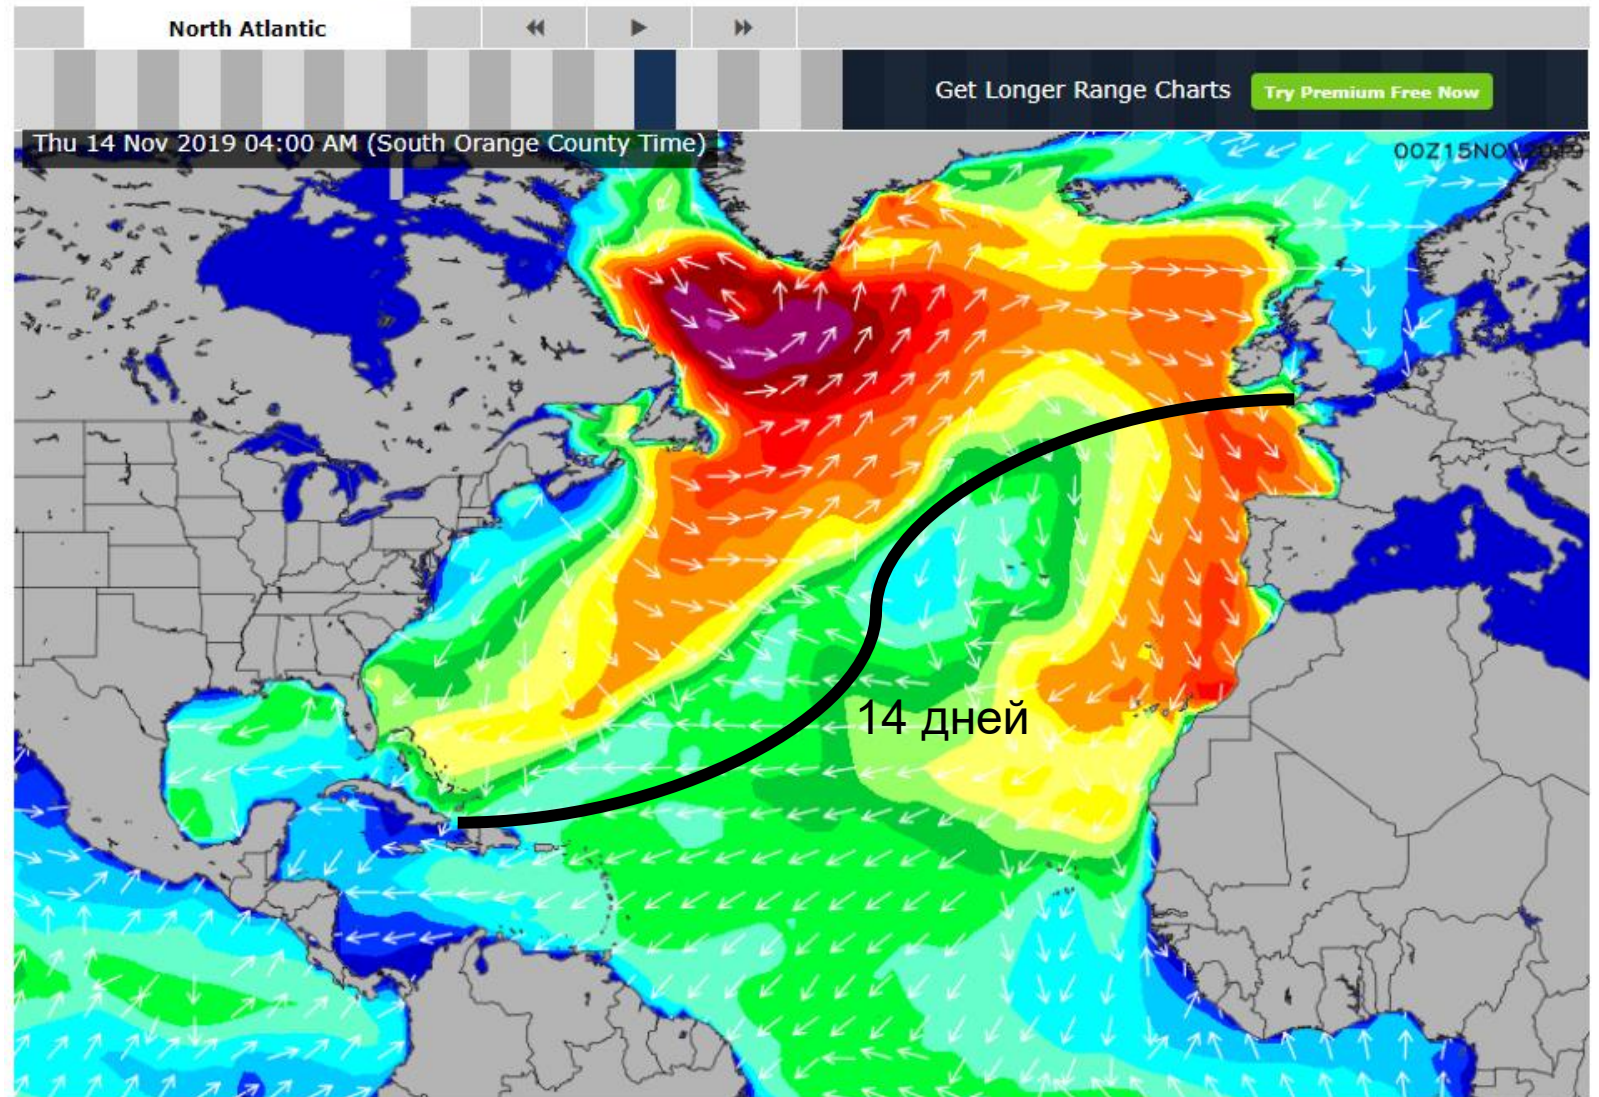 North Atlantic
Get Longer Range Charts
Try Premium Free Now
Thu 14 Nov 2019 04:00 AM (South Orange County Time)
00Z15NOV2019
14 дней